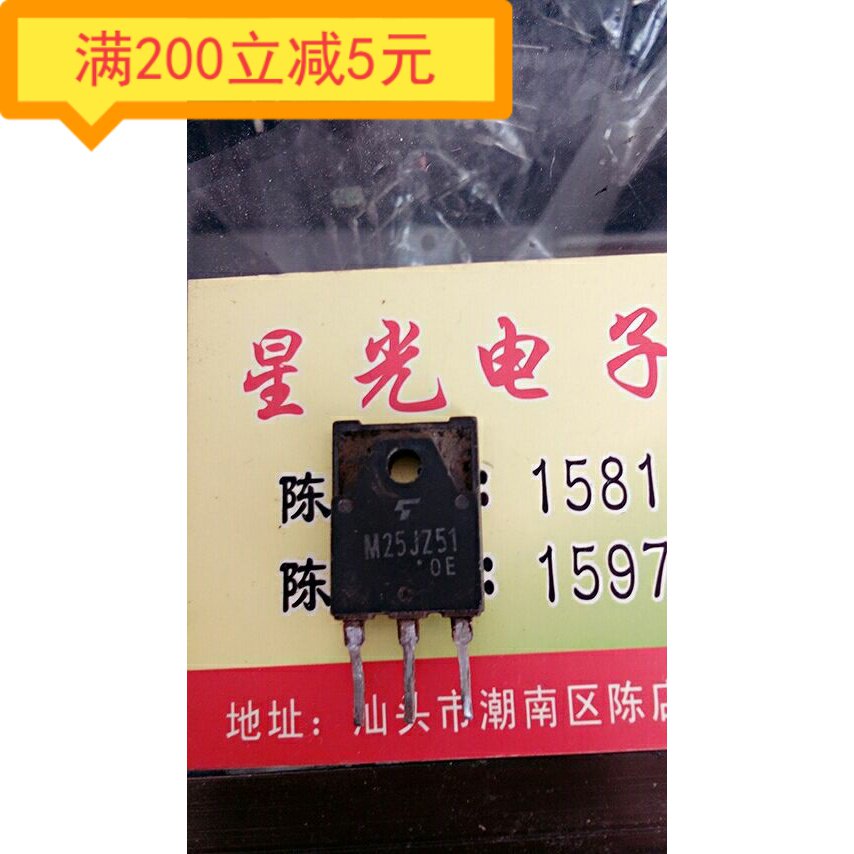 满200立减5元
星光电子
陈 : 1581
M25JZ51
·0E
陈 : 1597
C
地址：汕头市潮南区陈店